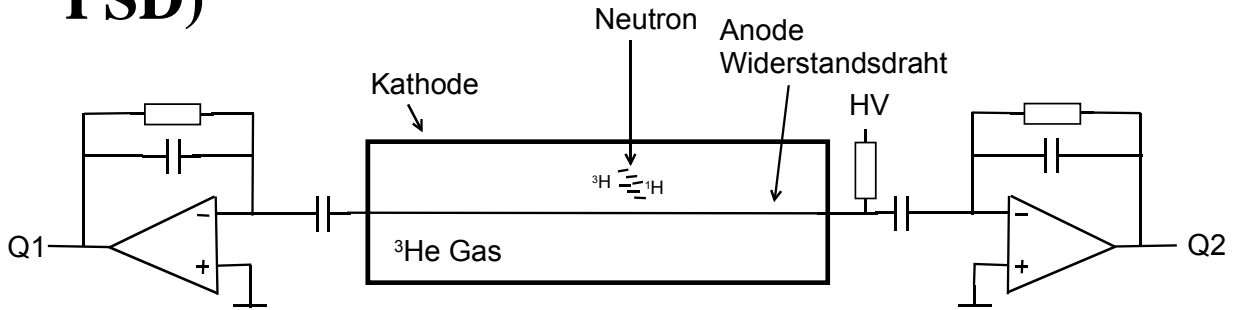 PSD)
Neutron
Anode
Widerstandsdraht
Kathode
HV
³H ¹H
Q1
Q2
³He Gas
− +
− +